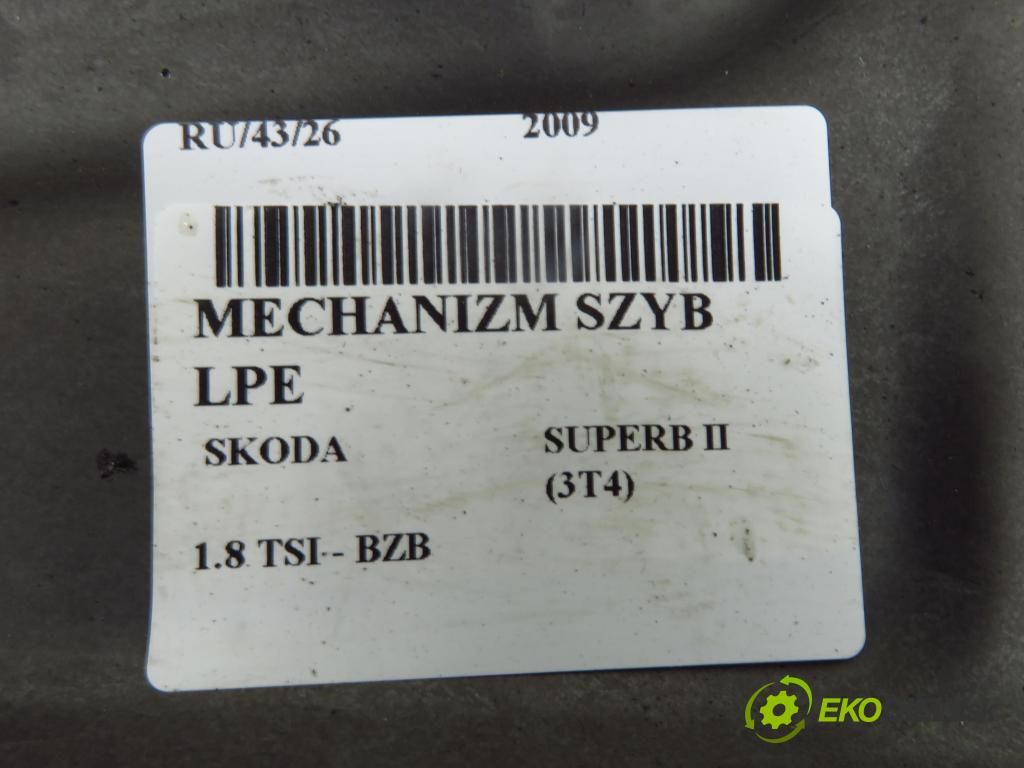 RU/43/26 2009
MECHANIZM SZYB
LPE
SKODA SUPERB II
(3T4)
1.8 TSI - BZB
EKO